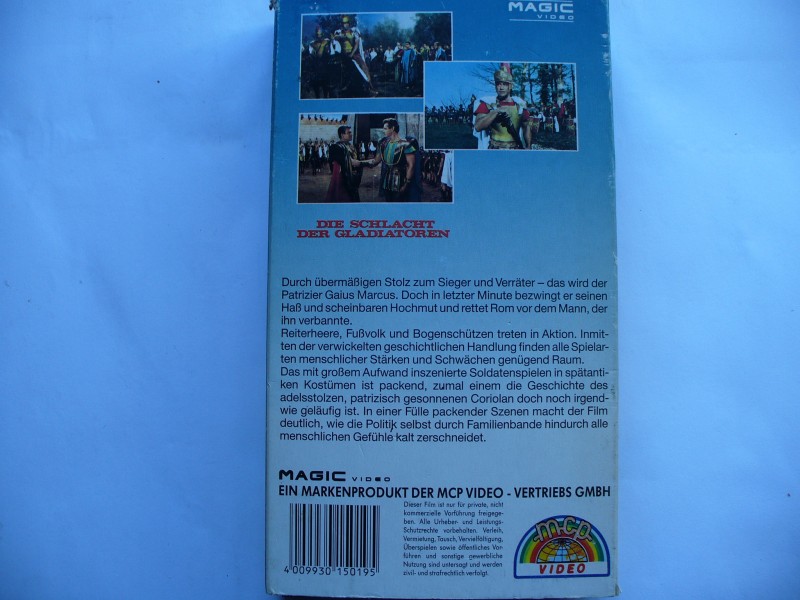 MAGIC
VIDEO
DIE SCHLACHT
DER GLADIATOREN
Durch übermäßigen Stolz zum Sieger und Verräter – das wird der
Patrizier Gaius Marcus. Doch in letzter Minute bezwingt er seinen
Haß und scheinbaren Hochmut und rettet Rom vor dem Mann, der
ihn verbannte.
Reiterheere, Fußvolk und Bogenschützen treten in Aktion. Inmit-
ten der verwickelten geschichtlichen Handlung finden alle Spielar-
ten menschlicher Stärken und Schwächen genügend Raum.
Das mit großem Aufwand inszenierte Soldatenspielen in spätanti-
ken Kostümen ist packend, zumal einem die Geschichte des
adelsstolzen, patrizisch gesonnenen Coriolan doch noch irgend-
wie geläufig ist. In einer Fülle packender Szenen macht der Film
deutlich, wie die Politik selbst durch Familienbande hindurch alle
menschlichen Gefühle kalt zerschneidet.
MAGIC VIDEO
EIN MARKENPRODUKT DER MCP VIDEO - VERTRIEBS GMBH
Dieser Film ist nur für private, nicht
kommerzielle Vorführung freigege-
ben. Alle Urheber- und Leistungs-
Schutzrechte vorbehalten. Verleih,
Vermietung, Tausch, Vervielfältigung,
Überspielen sowie öffentliches Vor-
führen und sonstige gewerbliche
Nutzung sind untersagt und werden
zivil- und strafrechtlich verfolgt.
4 009930 150195
-M-C-P-
VIDEO